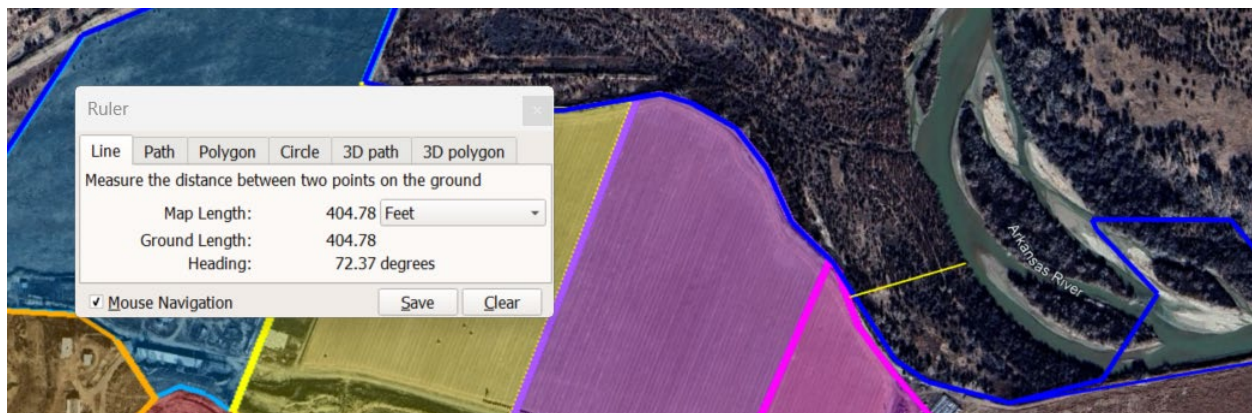 Ruler
Line Path Polygon Circle 3D path 3D polygon
Measure the distance between two points on the ground
Map Length: 404.78 Feet
Ground Length: 404.78
Heading: 72.37 degrees
Mouse Navigation Save Clear
Arkansas River